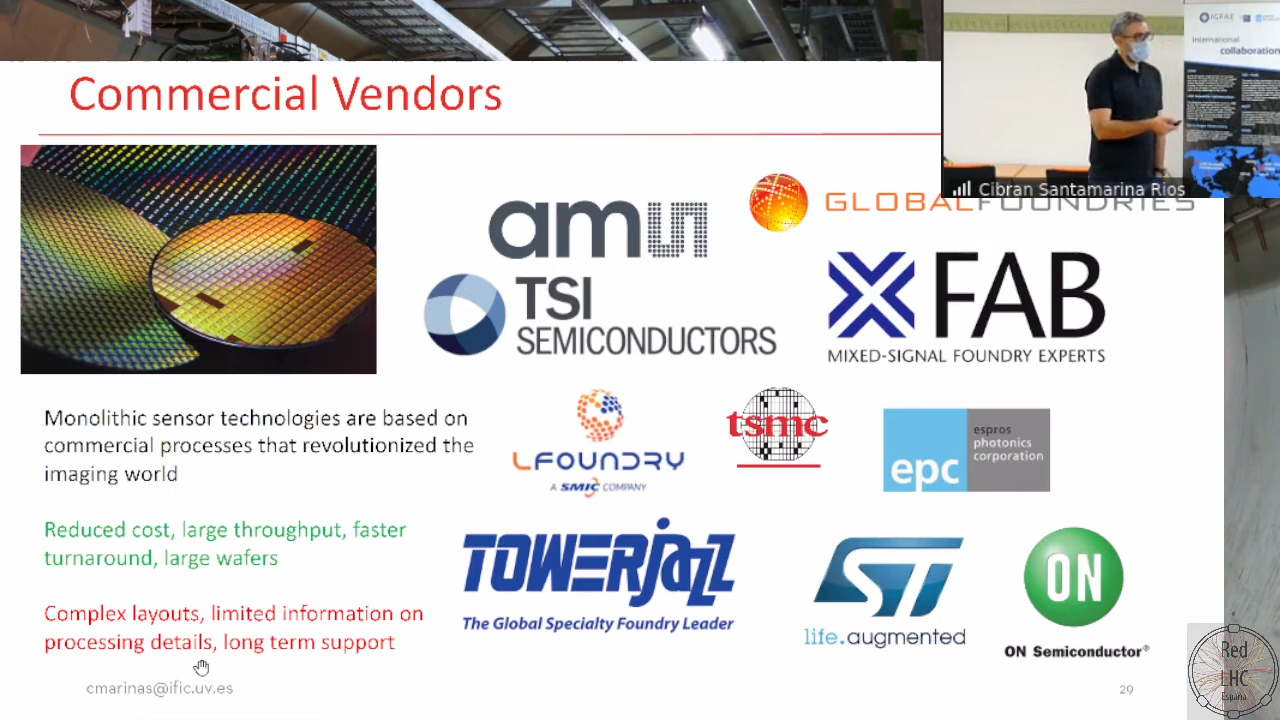 Commercial Vendors
IGFAE
International
collaboration
Cibran Santamarina Rios
GLOBALFOUNDRIES
am
TSI
SEMICONDUCTORS
XFAB
MIXED-SIGNAL FOUNDRY EXPERTS
Monolithic sensor technologies are based on
commercial processes that revolutionized the
imaging world
LFOUNDRY
A SMIC COMPANY
tsmc
epc
espros
photonics
corporation
Reduced cost, large throughput, faster
turnaround, large wafers
TOWERjazz
The Global Specialty Foundry Leader
ST
life.augmented
ON
ON Semiconductor®
Complex layouts, limited information on
processing details, long term support
cmarinas@ific.uv.es
29
Red
LHC
España